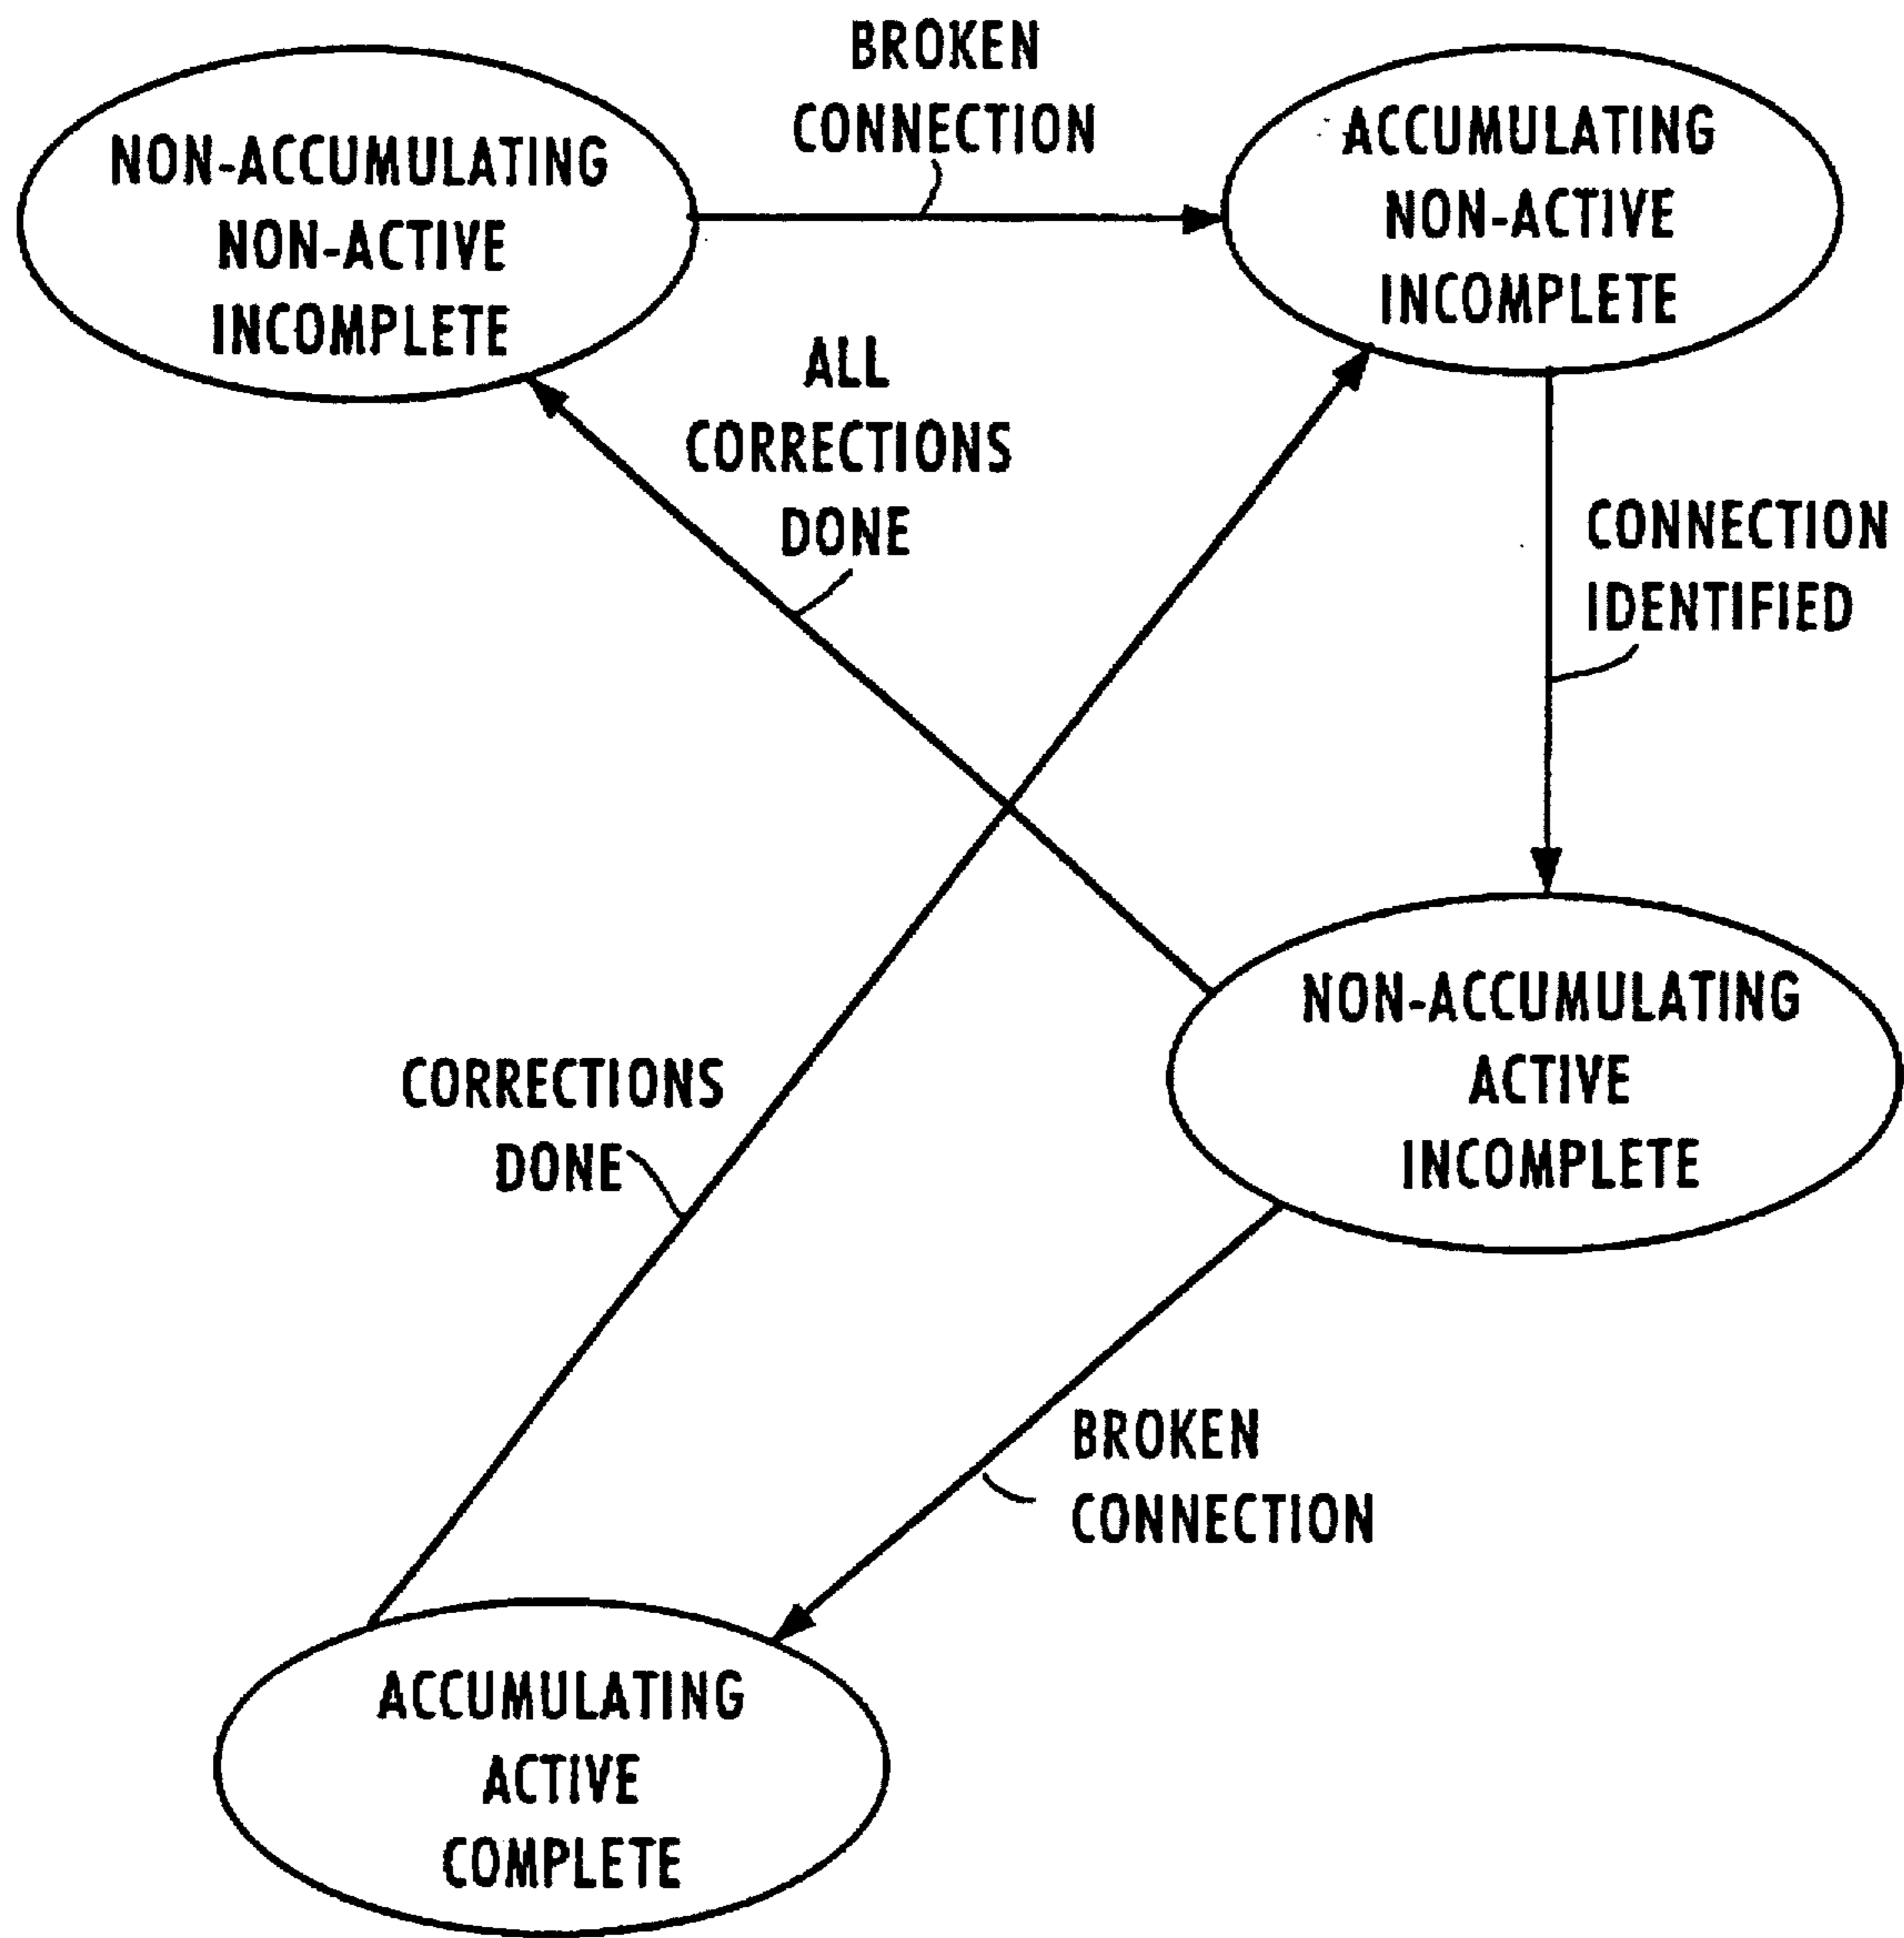 BROKEN
CONNECTION
NON-ACCUMULATING
NON-ACTIVE
INCOMPLETE
ACCUMULATING
NON-ACTIVE
INCOMPLETE
ALL
CORRECTIONS
DONE
CONNECTION
IDENTIFIED
NON-ACCUMULATING
ACTIVE
INCOMPLETE
CORRECTIONS
DONE
BROKEN
CONNECTION
ACCUMULATING
ACTIVE
COMPLETE